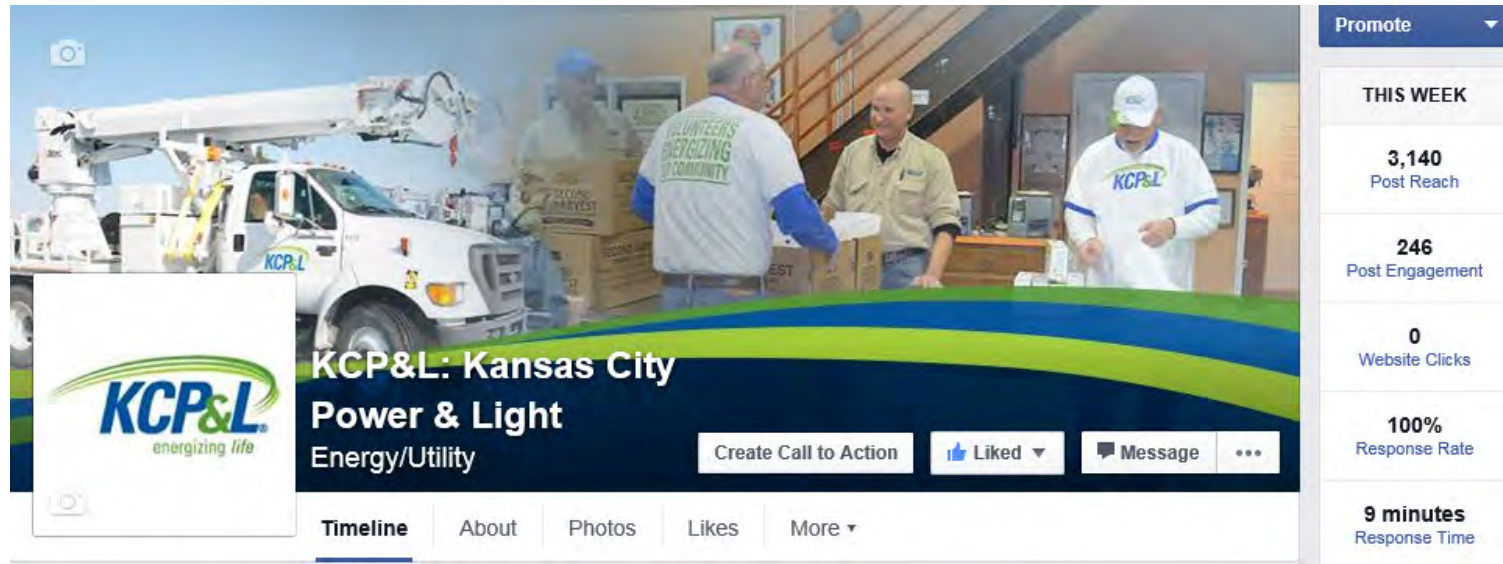 VOLUNTEERS
ENERGIZING
COMMUNITY
SECOND
HARVEST
KCP&L
KCP&L
KCP&L
energizing life
KCP&L: Kansas City
Power & Light
Energy/Utility
Create Call to Action
Liked
Message
Timeline
About
Photos
Likes
More
Promote
THIS WEEK
3,140
Post Reach
246
Post Engagement
0
Website Clicks
100%
Response Rate
9 minutes
Response Time